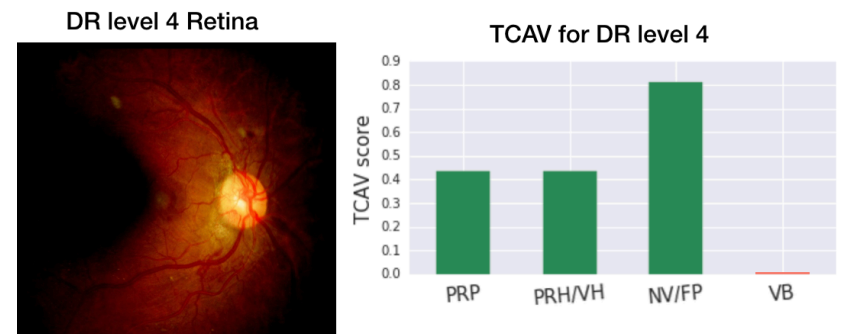 DR level 4 Retina
TCAV for DR level 4
TCAV score
0.9
0.8
0.7
0.6
0.5
0.4
0.3
0.2
0.1
0.0
PRP
PRH/VH
NV/FP
VB